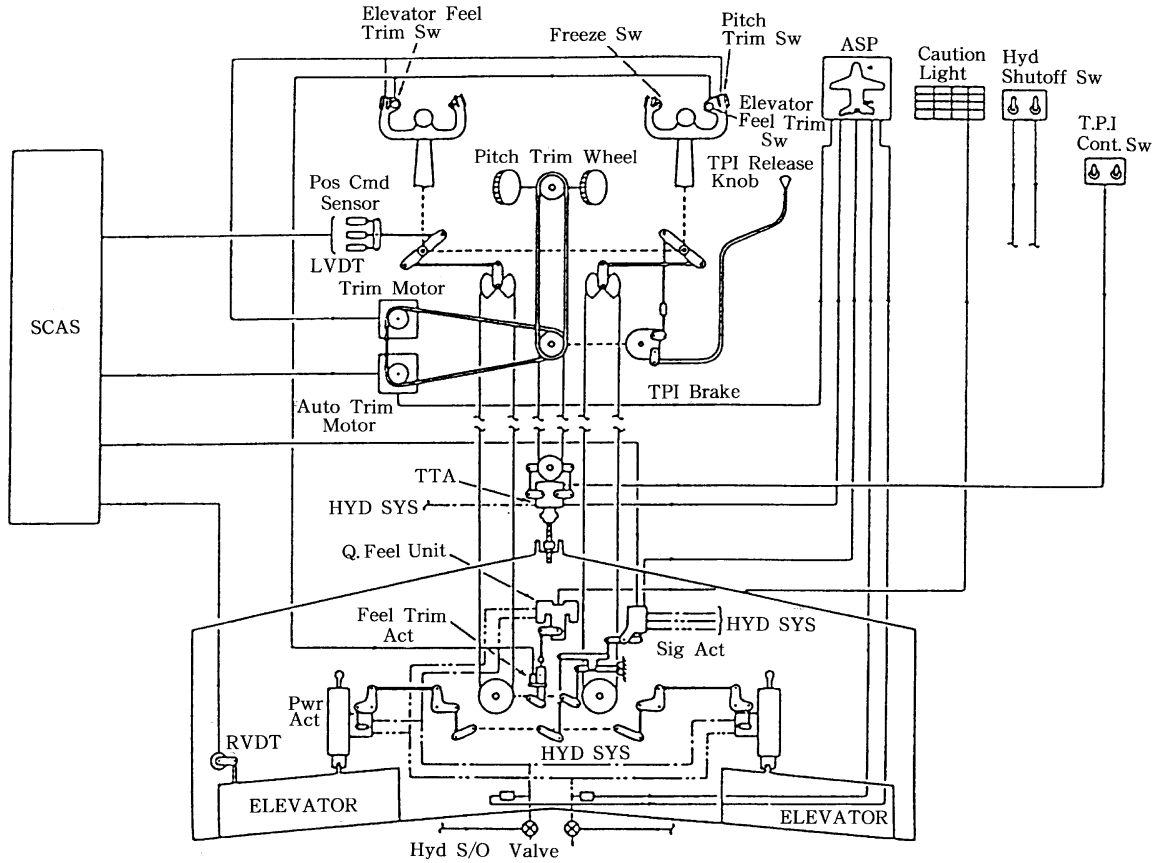 Elevator Feel
Trim Sw
Freeze Sw
Pitch
Trim Sw
ASP
Caution
Light
Hyd
Shutoff Sw
Elevator
Feel Trim
Sw
T.P.I
Cont. Sw
Pitch Trim Wheel
TPI Release
Knob
Pos Cmd
Sensor
LVDT
Trim Motor
SCAS
TPI Brake
Auto Trim
Motor
TTA
HYD SYS
Q. Feel Unit
Feel Trim
Act
HYD SYS
Sig Act
Pwr
Act
RVDT
HYD SYS
ELEVATOR
ELEVATOR
Hyd S/O Valve